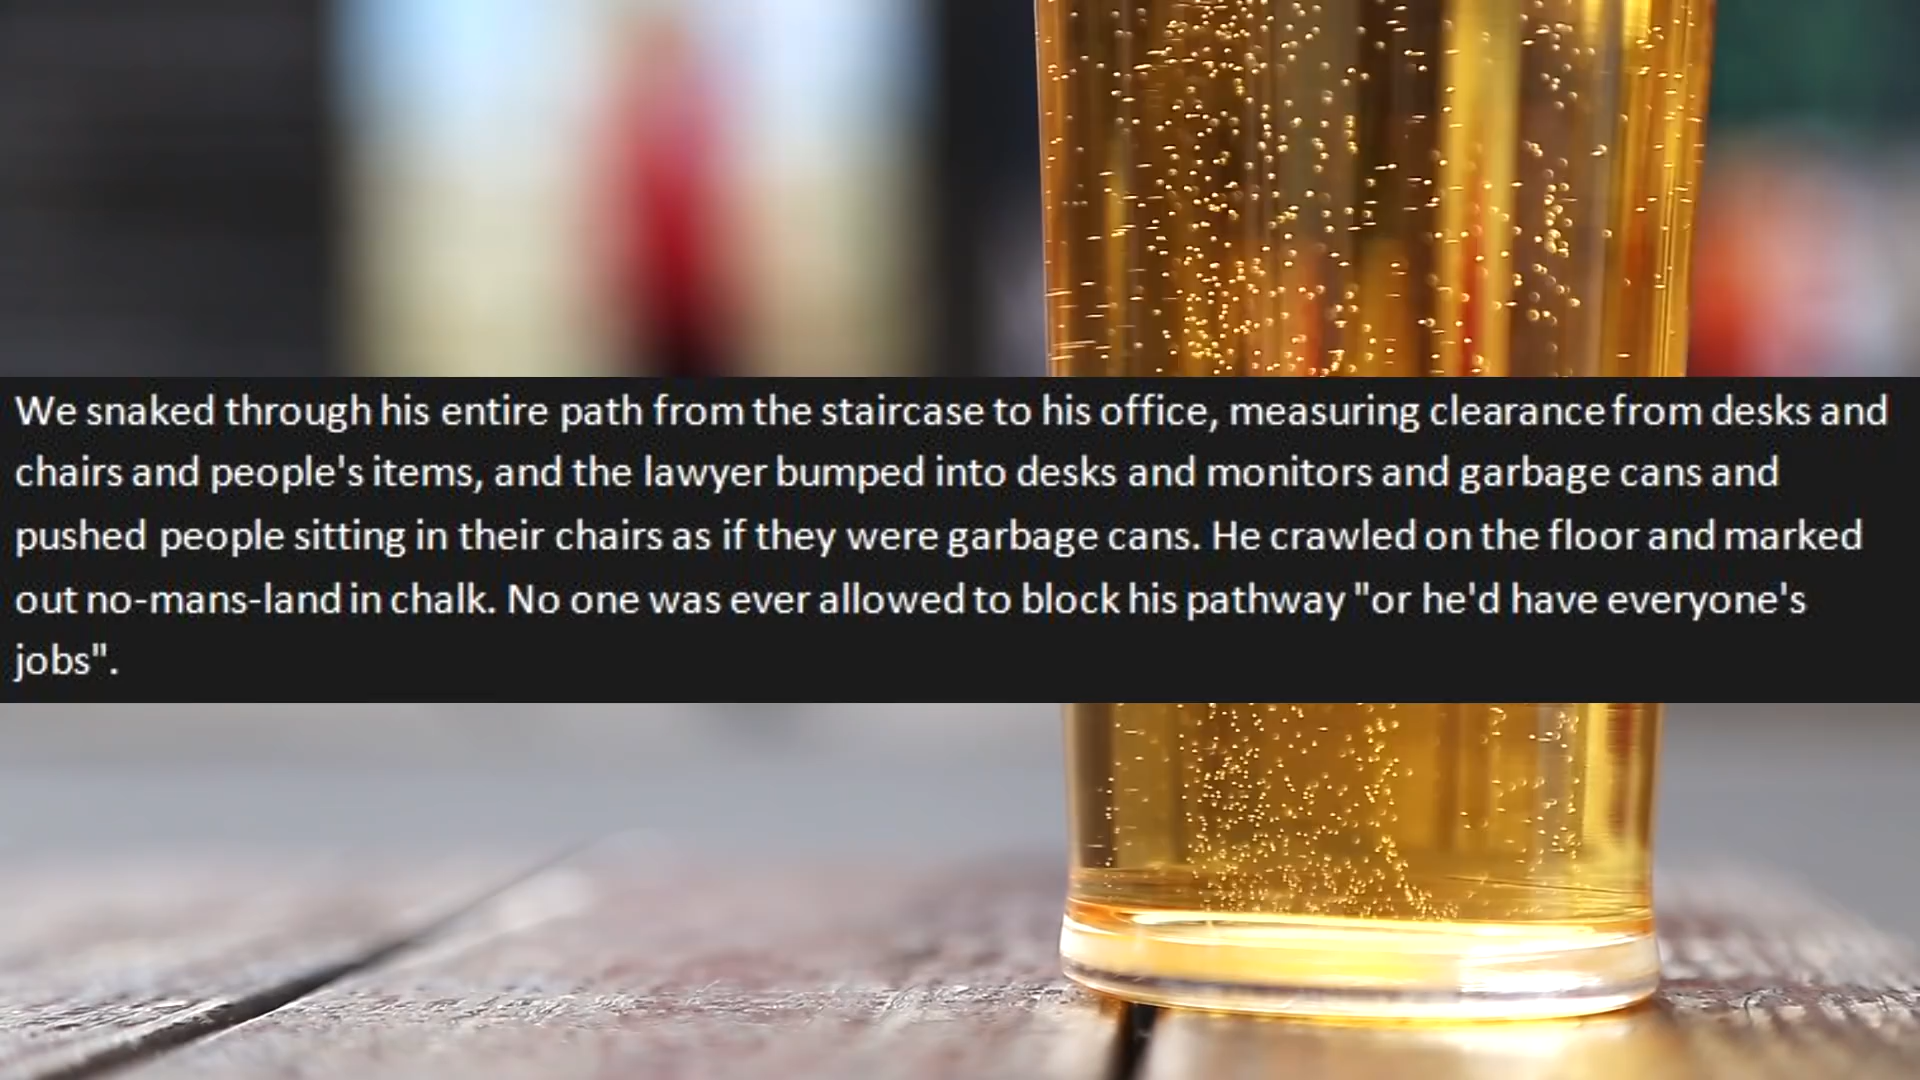 We snaked through his entire path from the staircase to his office, measuring clearance from desks and
chairs and people's items, and the lawyer bumped into desks and monitors and garbage cans and
pushed people sitting in their chairs as if they were garbage cans. He crawled on the floor and marked
out no-mans-land in chalk. No one was ever allowed to block his pathway "or he'd have everyone's
jobs".